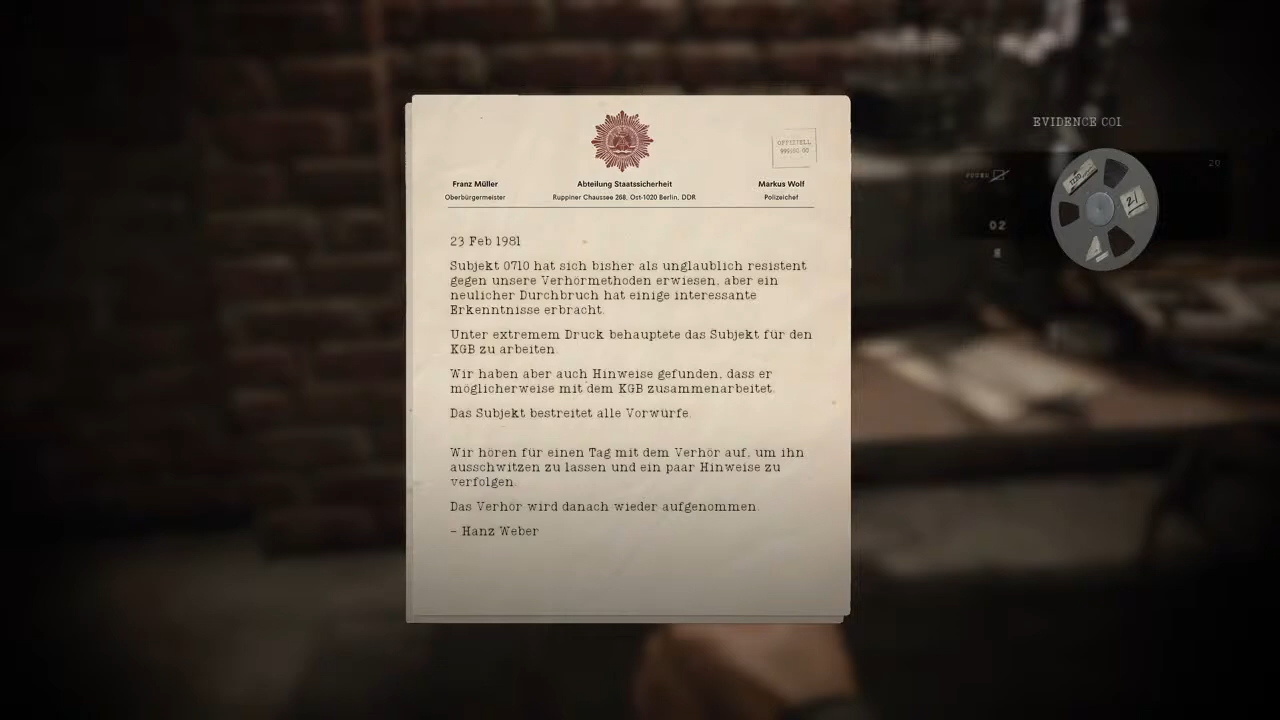 EVIDENCE C01
OFFIZIELL
Franz Müller
Abteilung Staatssicherheit
Markus Wolf
Oberbürgermeister
Ruppiner Chaussee 268, Ost-1020 Berlin, DDR
Polizeichef
23 Feb 1981
Subjekt 0710 hat sich bisher als unglaublich resistent
gegen unsere Verhörmethoden erwiesen, aber ein
neulicher Durchbruch hat einige interessante
Erkenntnisse erbracht.
Unter extremem Druck behauptete das Subjekt für den
KGB zu arbeiten.
Wir haben aber auch Hinweise gefunden, dass er
möglicherweise mit dem KGB zusammenarbeitet.
Das Subjekt bestreitet alle Vorwürfe.
Wir hören für einen Tag mit dem Verhör auf, um ihn
ausschwitzen zu lassen und ein paar Hinweise zu
verfolgen.
Das Verhör wird danach wieder aufgenommen.
– Hanz Weber
20
02
21